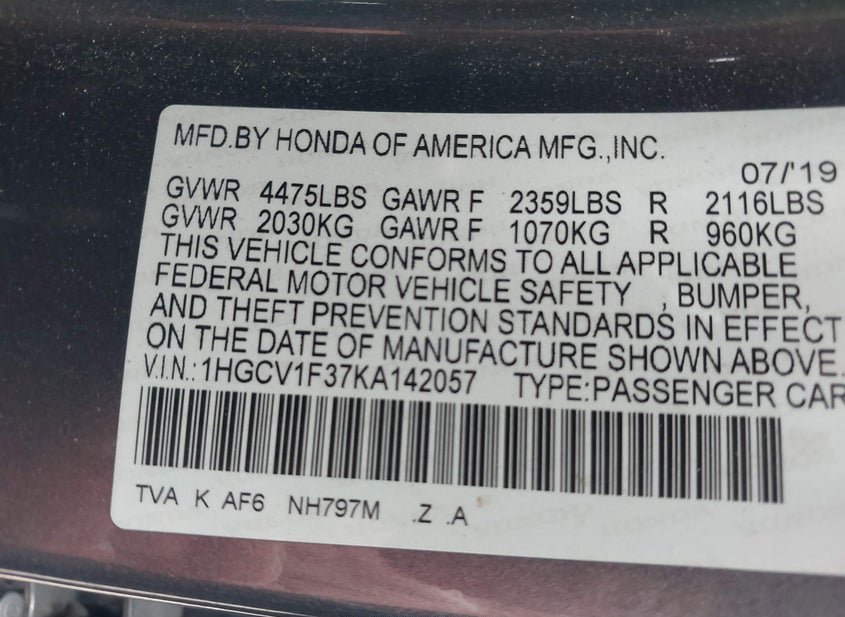 MFD.BY HONDA OF AMERICA MFG.,INC.
07/'19
GVWR 4475LBS GAWR F 2359LBS R 2116LBS
GVWR 2030KG GAWR F 1070KG R 960KG
THIS VEHICLE CONFORMS TO ALL APPLICABLE
FEDERAL MOTOR VEHICLE SAFETY , BUMPER,
AND THEFT PREVENTION STANDARDS IN EFFECT
ON THE DATE OF MANUFACTURE SHOWN ABOVE.
V.I.N.: 1HGCV1F37KA142057 TYPE:PASSENGER CAR
TVA K AF6 NH797M .Z .A